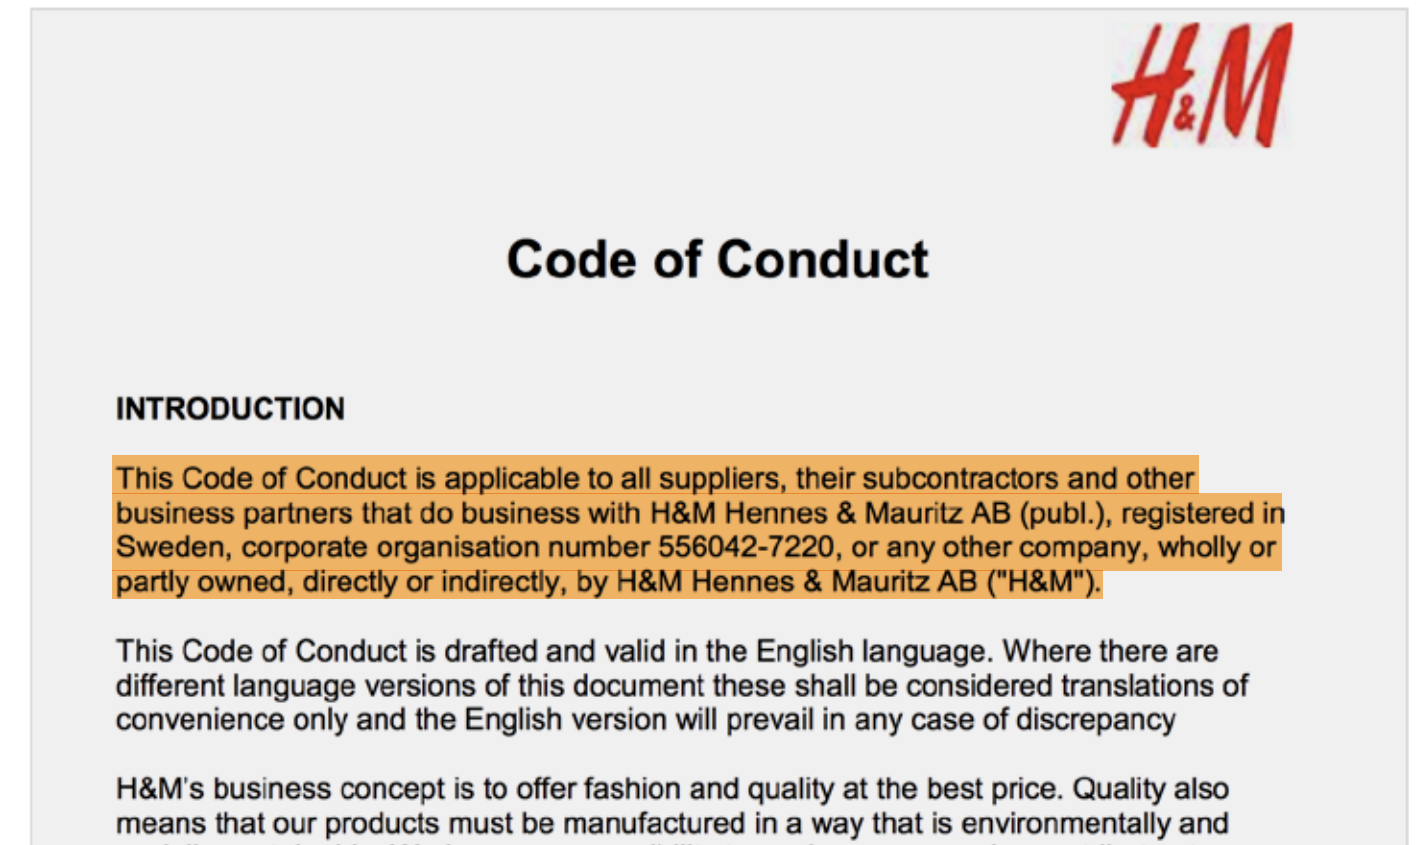 H&M
Code of Conduct
INTRODUCTION
This Code of Conduct is applicable to all suppliers, their subcontractors and other
business partners that do business with H&M Hennes & Mauritz AB (publ.), registered in
Sweden, corporate organisation number 556042-7220, or any other company, wholly or
partly owned, directly or indirectly, by H&M Hennes & Mauritz AB ("H&M").
This Code of Conduct is drafted and valid in the English language. Where there are
different language versions of this document these shall be considered translations of
convenience only and the English version will prevail in any case of discrepancy
H&M's business concept is to offer fashion and quality at the best price. Quality also
means that our products must be manufactured in a way that is environmentally and